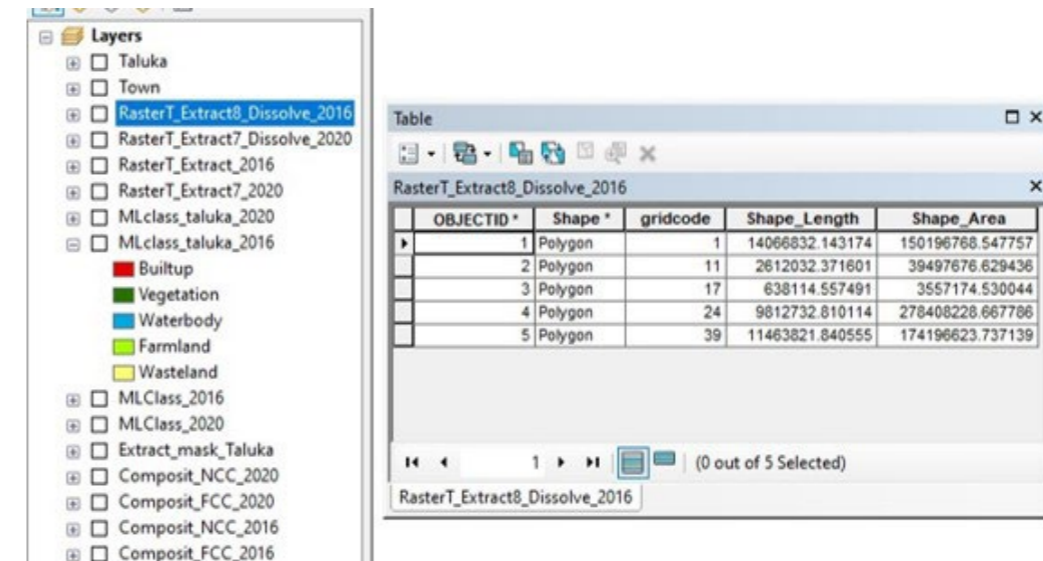 Layers
Taluka
Town
RasterT_Extract8_Dissolve_2016
RasterT_Extract7_Dissolve_2020
RasterT_Extract_2016
RasterT_Extract7_2020
MLclass_taluka_2020
MLclass_taluka_2016
Builtup
Vegetation
Waterbody
Farmland
Wasteland
MLClass_2016
MLClass_2020
Extract_mask_Taluka
Composit_NCC_2020
Composit_FCC_2020
Composit_NCC_2016
Composit_FCC_2016
Table
RasterT_Extract8_Dissolve_2016
OBJECTID * Shape * gridcode Shape_Length Shape_Area
1 Polygon 1 14066832.143174 150196768.547757
2 Polygon 11 2612032.371601 39497676.629436
3 Polygon 17 638114.557491 3557174.530044
4 Polygon 24 9812732.810114 278408228.667786
5 Polygon 39 11463821.840555 174196623.737139
1 (0 out of 5 Selected)
RasterT_Extract8_Dissolve_2016